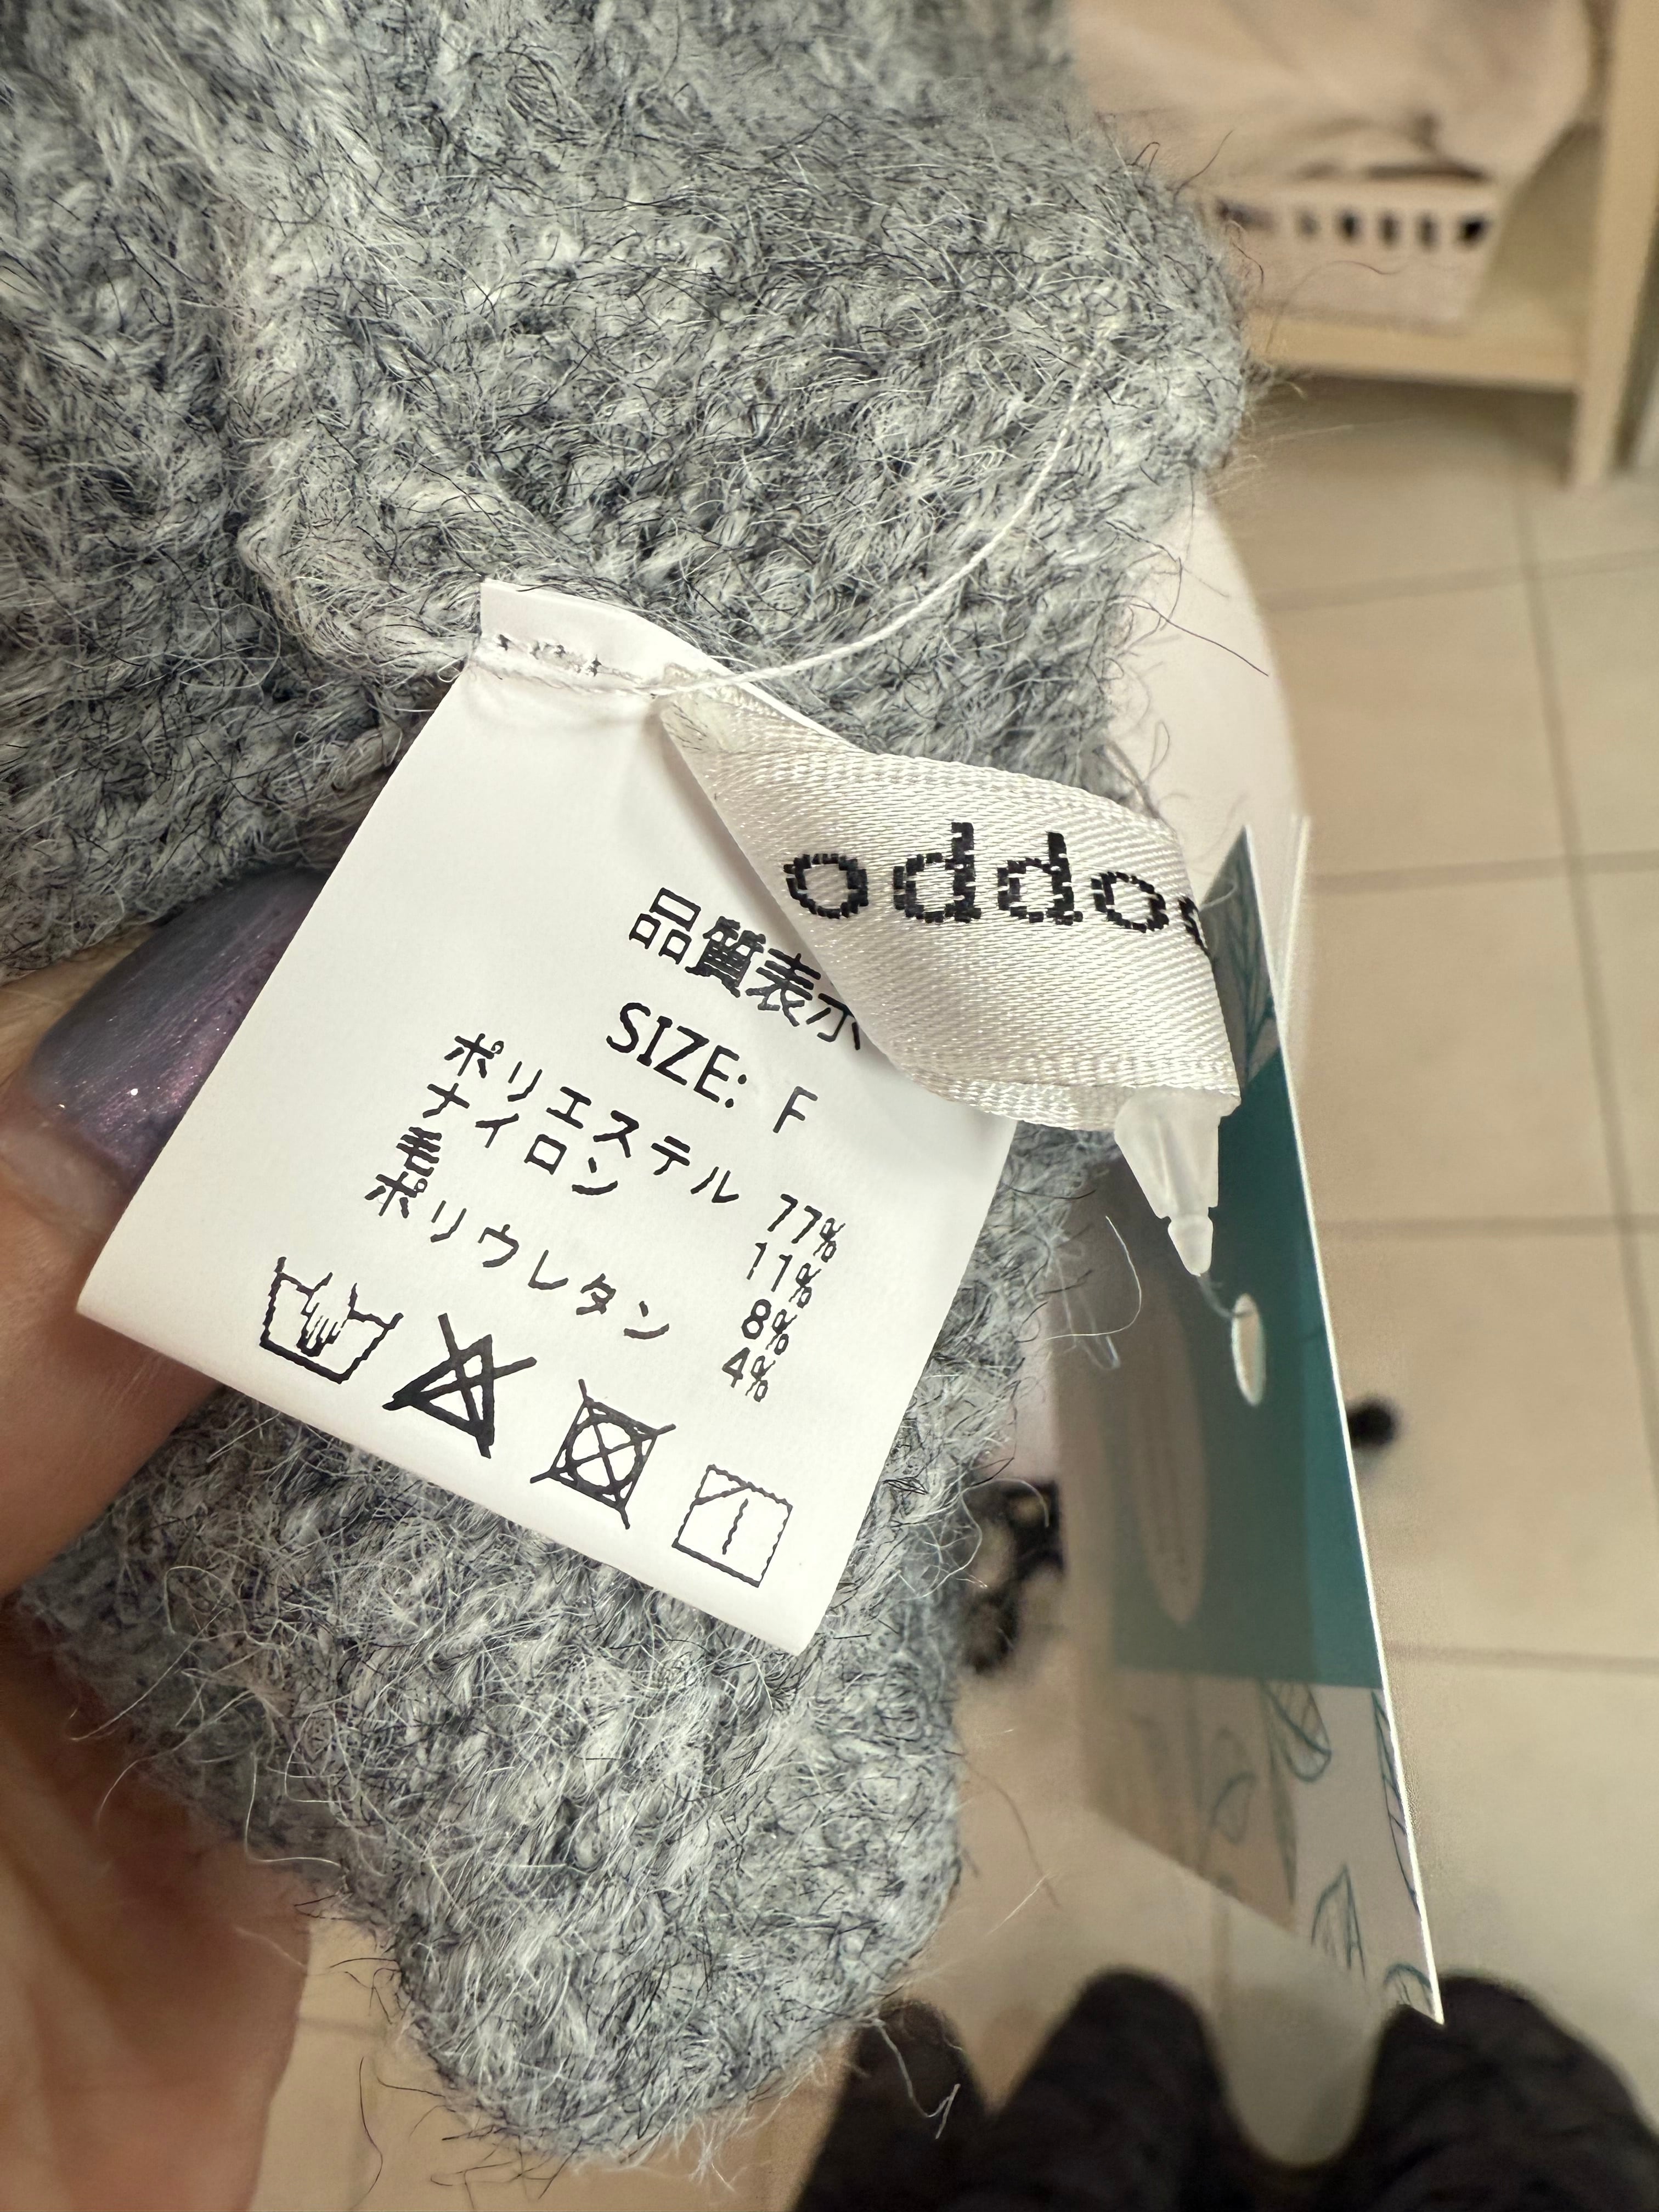 品質表示
SIZE: F
ポリエステル 77%
ナイロン 11%
毛 8%
ポリウレタン 4%